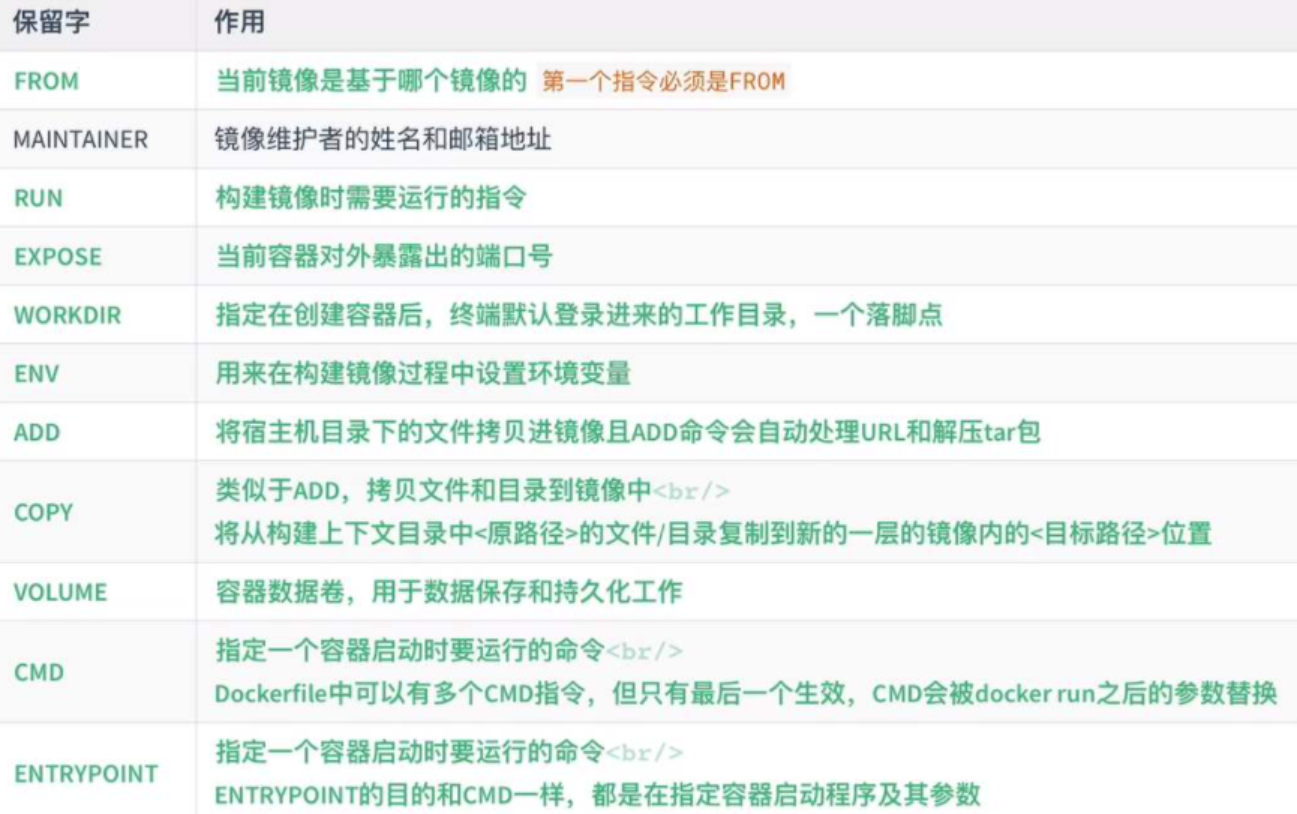 保留字 作用
FROM 当前镜像是基于哪个镜像的 第一个指令必须是FROM
MAINTAINER 镜像维护者的姓名和邮箱地址
RUN 构建镜像时需要运行的指令
EXPOSE 当前容器对外暴露出的端口号
WORKDIR 指定在创建容器后，终端默认登录进来的工作目录，一个落脚点
ENV 用来在构建镜像过程中设置环境变量
ADD 将宿主机目录下的文件拷贝进镜像且ADD命令会自动处理URL和解压tar包
COPY 类似于ADD，拷贝文件和目录到镜像中<br/>
将从构建上下文目录中<原路径>的文件/目录复制到新的一层的镜像内的<目标路径>位置
VOLUME 容器数据卷，用于数据保存和持久化工作
CMD 指定一个容器启动时要运行的命令<br/>
Dockerfile中可以有多个CMD指令，但只有最后一个生效，CMD会被docker run之后的参数替换
ENTRYPOINT 指定一个容器启动时要运行的命令<br/>
ENTRYPOINT的目的和CMD一样，都是在指定容器启动程序及其参数